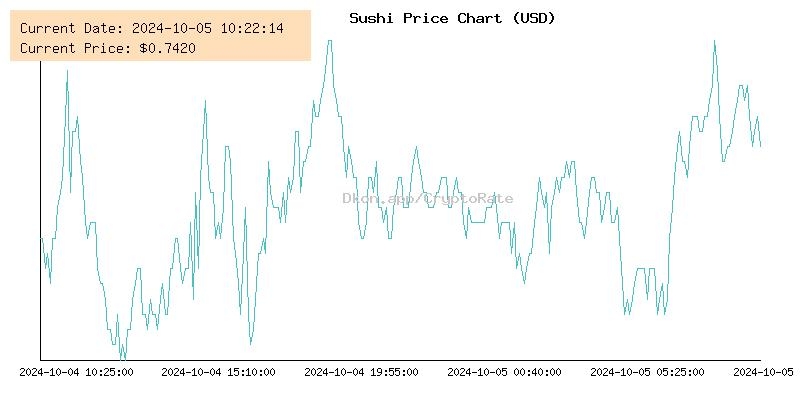 Sushi Price Chart (USD)
Current Date: 2024-10-05 10:22:14
Current Price: $0.7420
Dkon.app/CryptoRate
2024-10-04 10:25:00 2024-10-04 15:10:00 2024-10-04 19:55:00 2024-10-05 00:40:00 2024-10-05 05:25:00 2024-10-05